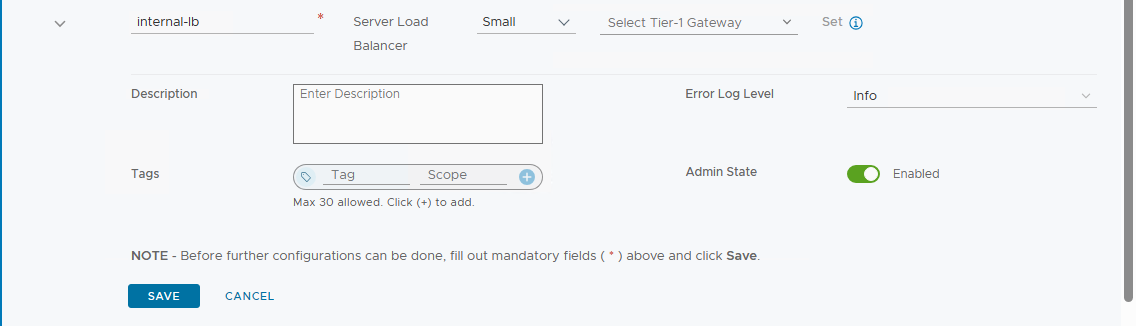 internal-lb * Server Load Balancer Small Select Tier-1 Gateway Set
Description Enter Description Error Log Level Info
Tags Tag Scope Admin State Enabled
Max 30 allowed. Click (+) to add.
NOTE - Before further configurations can be done, fill out mandatory fields ( * ) above and click Save.
SAVE CANCEL